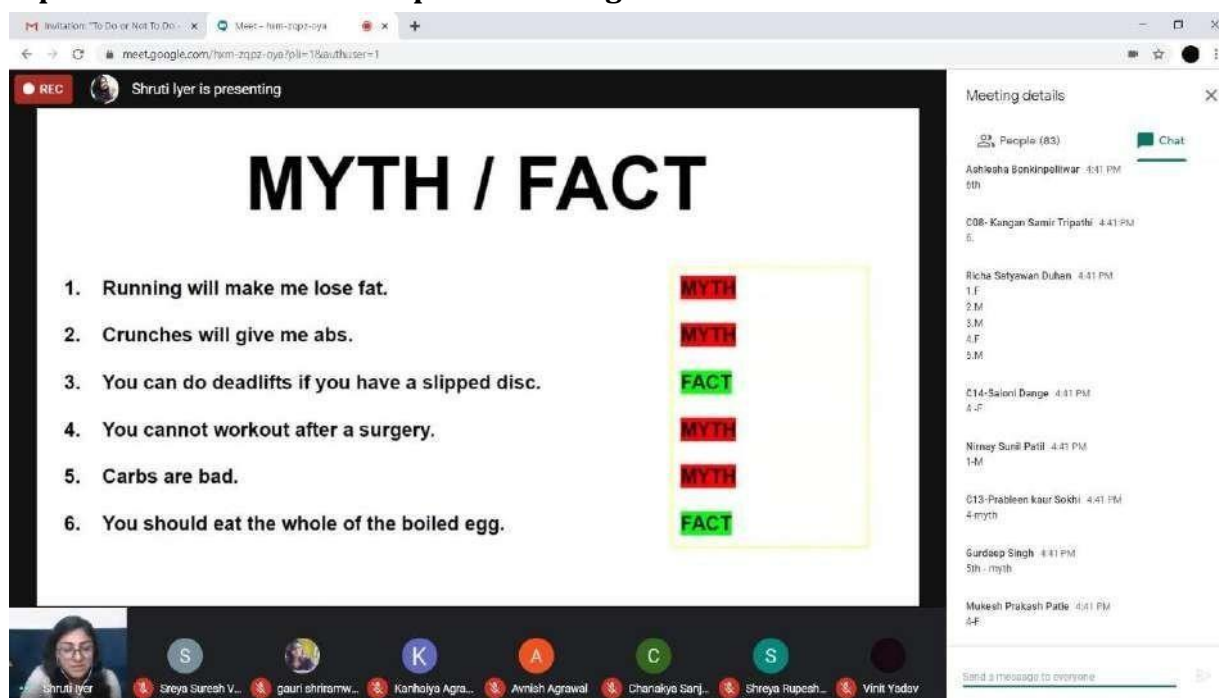 Invitation: "To Do or Not To Do -
Meet – hxm-zqpz-oya
meet.google.com/hxm-zqpz-oya?pli=1&authuser=1
REC
Shruti Iyer is presenting
MYTH / FACT
1. Running will make me lose fat. MYTH
2. Crunches will give me abs. MYTH
3. You can do deadlifts if you have a slipped disc. FACT
4. You cannot workout after a surgery. MYTH
5. Carbs are bad. MYTH
6. You should eat the whole of the boiled egg. FACT
Meeting details
People (83) Chat
4:41 PM
6th
C08- Kangan Samir Tripathi 4:41 PM
6.
Richa Satyawan Duhan 4:41 PM
1.F
2.M
3.M
4.F
5.M
C14-Saloni Dange 4:41 PM
4 -F
Nirnay Sunil Patil 4:41 PM
1-M
C13-Prableen kaur Sokhi 4:41 PM
4-myth
Gurdeep Singh 4:41 PM
5th - myth
Mukesh Prakash Patle 4:41 PM
4-F
Send a message to everyone
S K A C S
Shruti Iyer Sreya Suresh V... gauri shriramw... Kanhaiya Agra... Avnish Agrawal Chanakya Sanj... Shreya Rupesh... Vinit Yadav